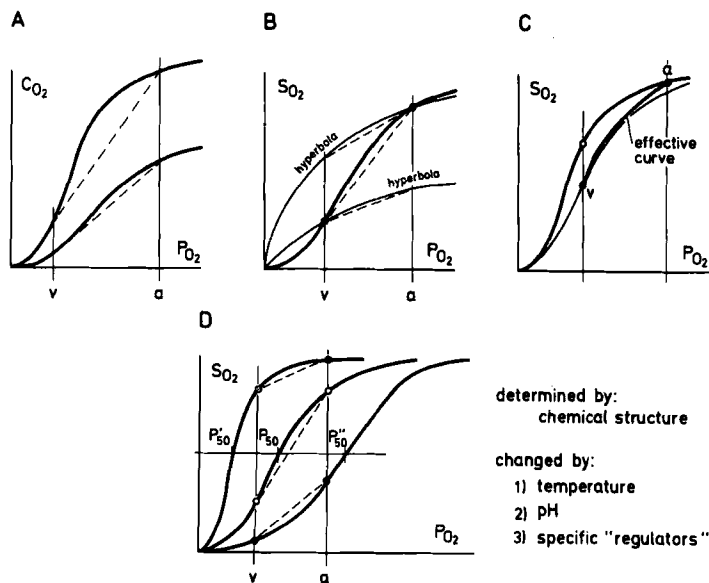 A
C O2
P O2
v
a
B
S O2
hyperbola
hyperbola
P O2
v
a
C
S O2
a
effective
curve
v
P O2
D
S O2
P'50
P50
P"50
P O2
v
a
determined by:
chemical structure
changed by:
1) temperature
2) pH
3) specific "regulators"